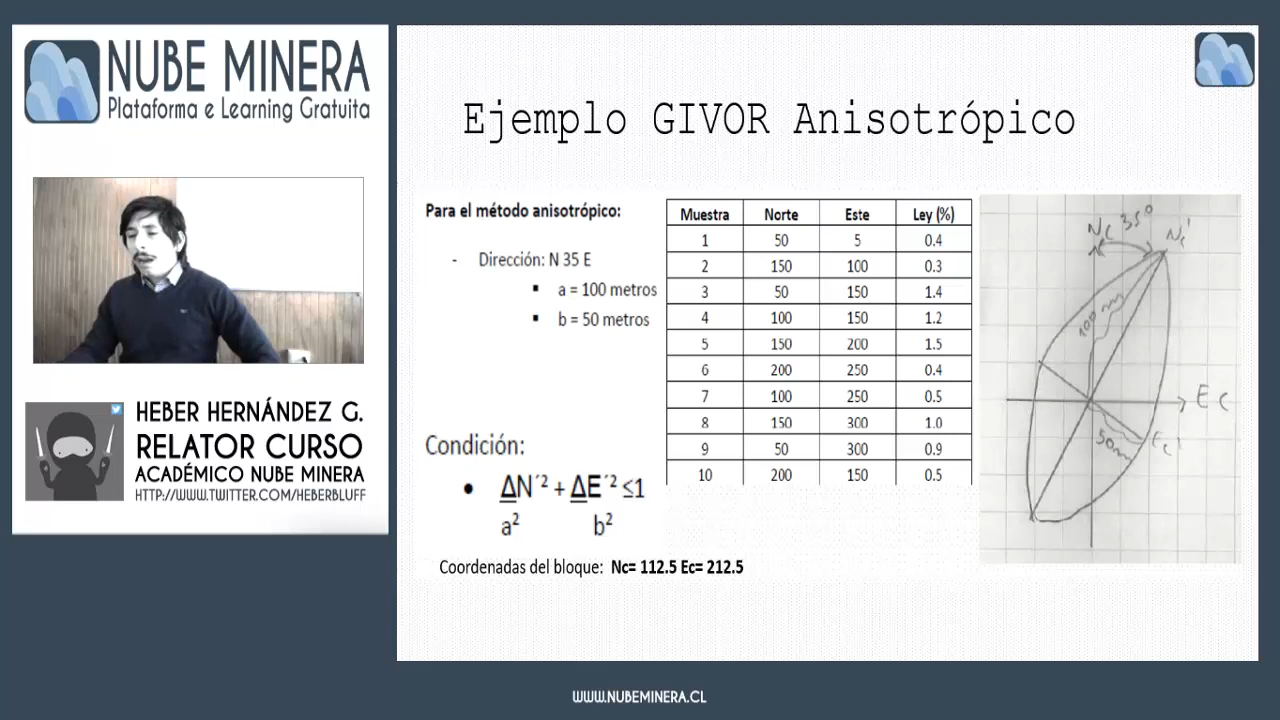 NUBE MINERA
Plataforma e Learning Gratuita
HEBER HERNÁNDEZ G.
RELATOR CURSO
ACADÉMICO NUBE MINERA
HTTP://WWW.TWITTER.COM/HEBERBLUFF
Ejemplo GIVOR Anisotrópico
Para el método anisotrópico:
- Dirección: N 35 E
▪ a = 100 metros
▪ b = 50 metros
Condición:
• ΔN´² + ΔE´² ≤1
a² b²
Muestra Norte Este Ley (%)
1 50 5 0.4
2 150 100 0.3
3 50 150 1.4
4 100 150 1.2
5 150 200 1.5
6 200 250 0.4
7 100 250 0.5
8 150 300 1.0
9 50 300 0.9
10 200 150 0.5
Nc 35° Nc'
100 m
Ec
50m Ec'
Coordenadas del bloque: Nc= 112.5 Ec= 212.5
WWW.NUBEMINERA.CL